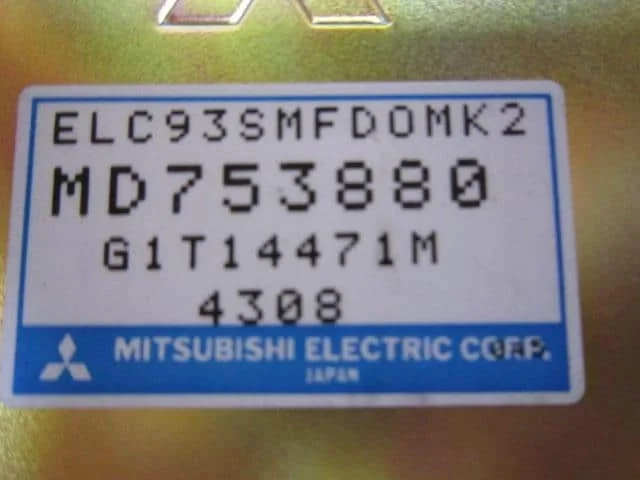 ELC93SMFDOMK2
MD753880
G1T14471M
4308
MITSUBISHI ELECTRIC CORP.
JAPAN